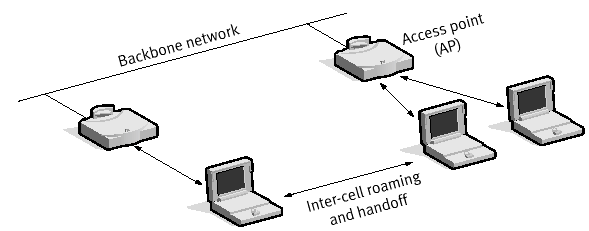 Backbone network
Access point
(AP)
Inter-cell roaming
and handoff